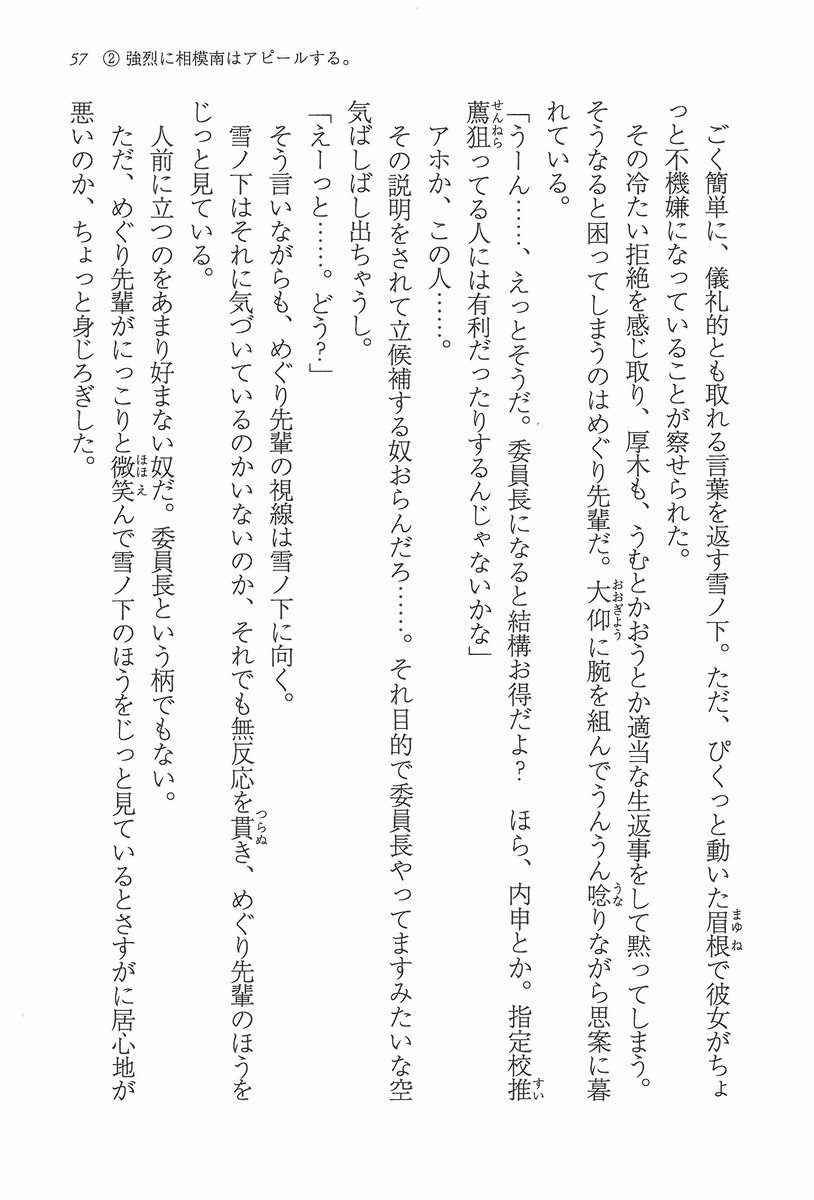 57　② 強烈に相模南はアピールする。
　ごく簡単に、儀礼的とも取れる言葉を返す雪ノ下。ただ、ぴくっと動いた眉根で彼女がちょ
っと不機嫌になっていることが察せられた。
　その冷たい拒絶を感じ取り、厚木も、うむとかおうとか適当な生返事をして黙ってしまう。
そうなると困ってしまうのはめぐり先輩だ。大仰に腕を組んでうんうん唸りながら思案に暮
れている。
「うーん……、えっとそうだ。委員長になると結構お得だよ？　ほら、内申とか。指定校推
薦狙ってる人には有利だったりするんじゃないかな」
　アホか、この人……。
　その説明をされて立候補する奴おらんだろ……。それ目的で委員長やってますみたいな空
気ばしばし出ちゃうし。
「えーっと……。どう？」
　そう言いながらも、めぐり先輩の視線は雪ノ下に向く。
　雪ノ下はそれに気づいているのかいないのか、それでも無反応を貫き、めぐり先輩のほうを
じっと見ている。
　人前に立つのをあまり好まない奴だ。委員長という柄でもない。
　ただ、めぐり先輩がにっこりと微笑んで雪ノ下のほうをじっと見ているとさすがに居心地が
悪いのか、ちょっと身じろぎした。